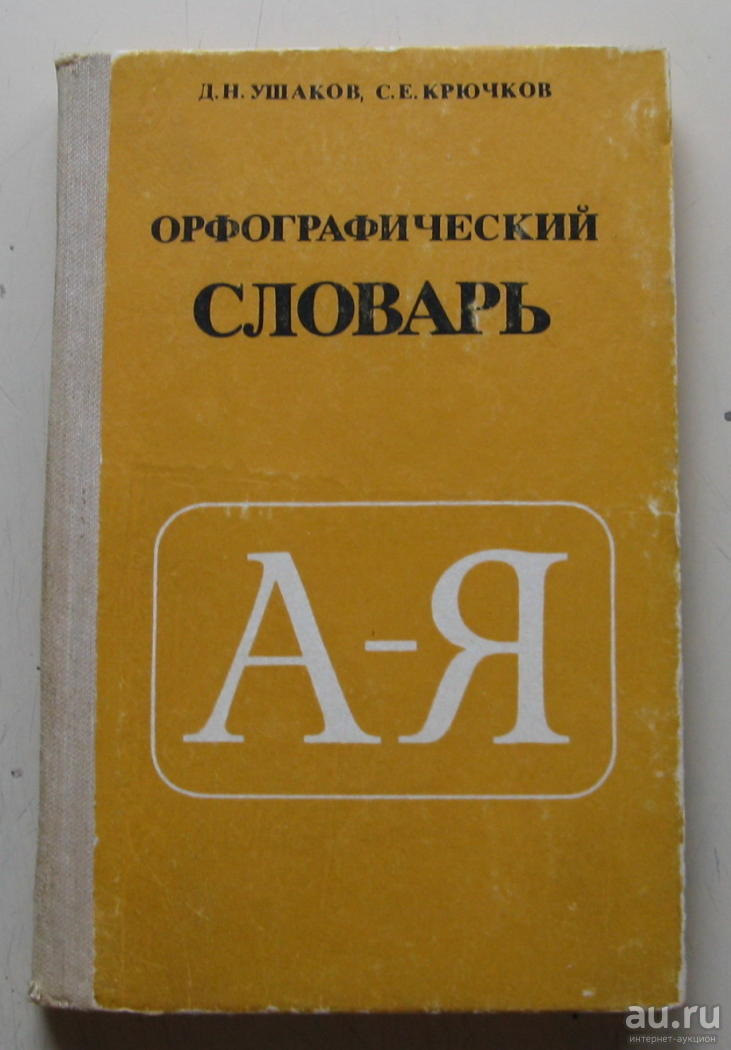 Д.Н. УШАКОВ, С.Е. КРЮЧКОВ
ОРФОГРАФИЧЕСКИЙ
СЛОВАРЬ
А-Я
au.ru
интернет-аукцион